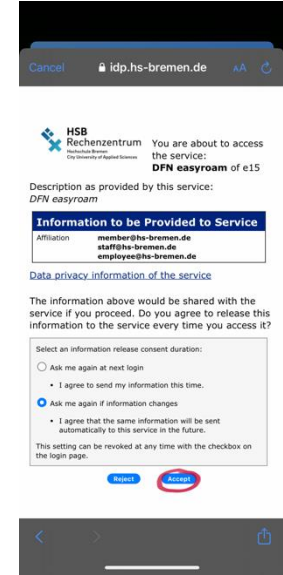 Cancel
idp.hs-bremen.de
AA
HSB
Rechenzentrum
Hochschule Bremen
City University of Applied Sciences
You are about to access
the service:
DFN easyroam of e15
Description as provided by this service:
DFN easyroam
Information to be Provided to Service
Affiliation
member@hs-bremen.de
staff@hs-bremen.de
employee@hs-bremen.de
Data privacy information of the service
The information above would be shared with the
service if you proceed. Do you agree to release this
information to the service every time you access it?
Select an information release consent duration:
Ask me again at next login
• I agree to send my information this time.
Ask me again if information changes
• I agree that the same information will be sent
automatically to this service in the future.
This setting can be revoked at any time with the checkbox on
the login page.
Reject
Accept